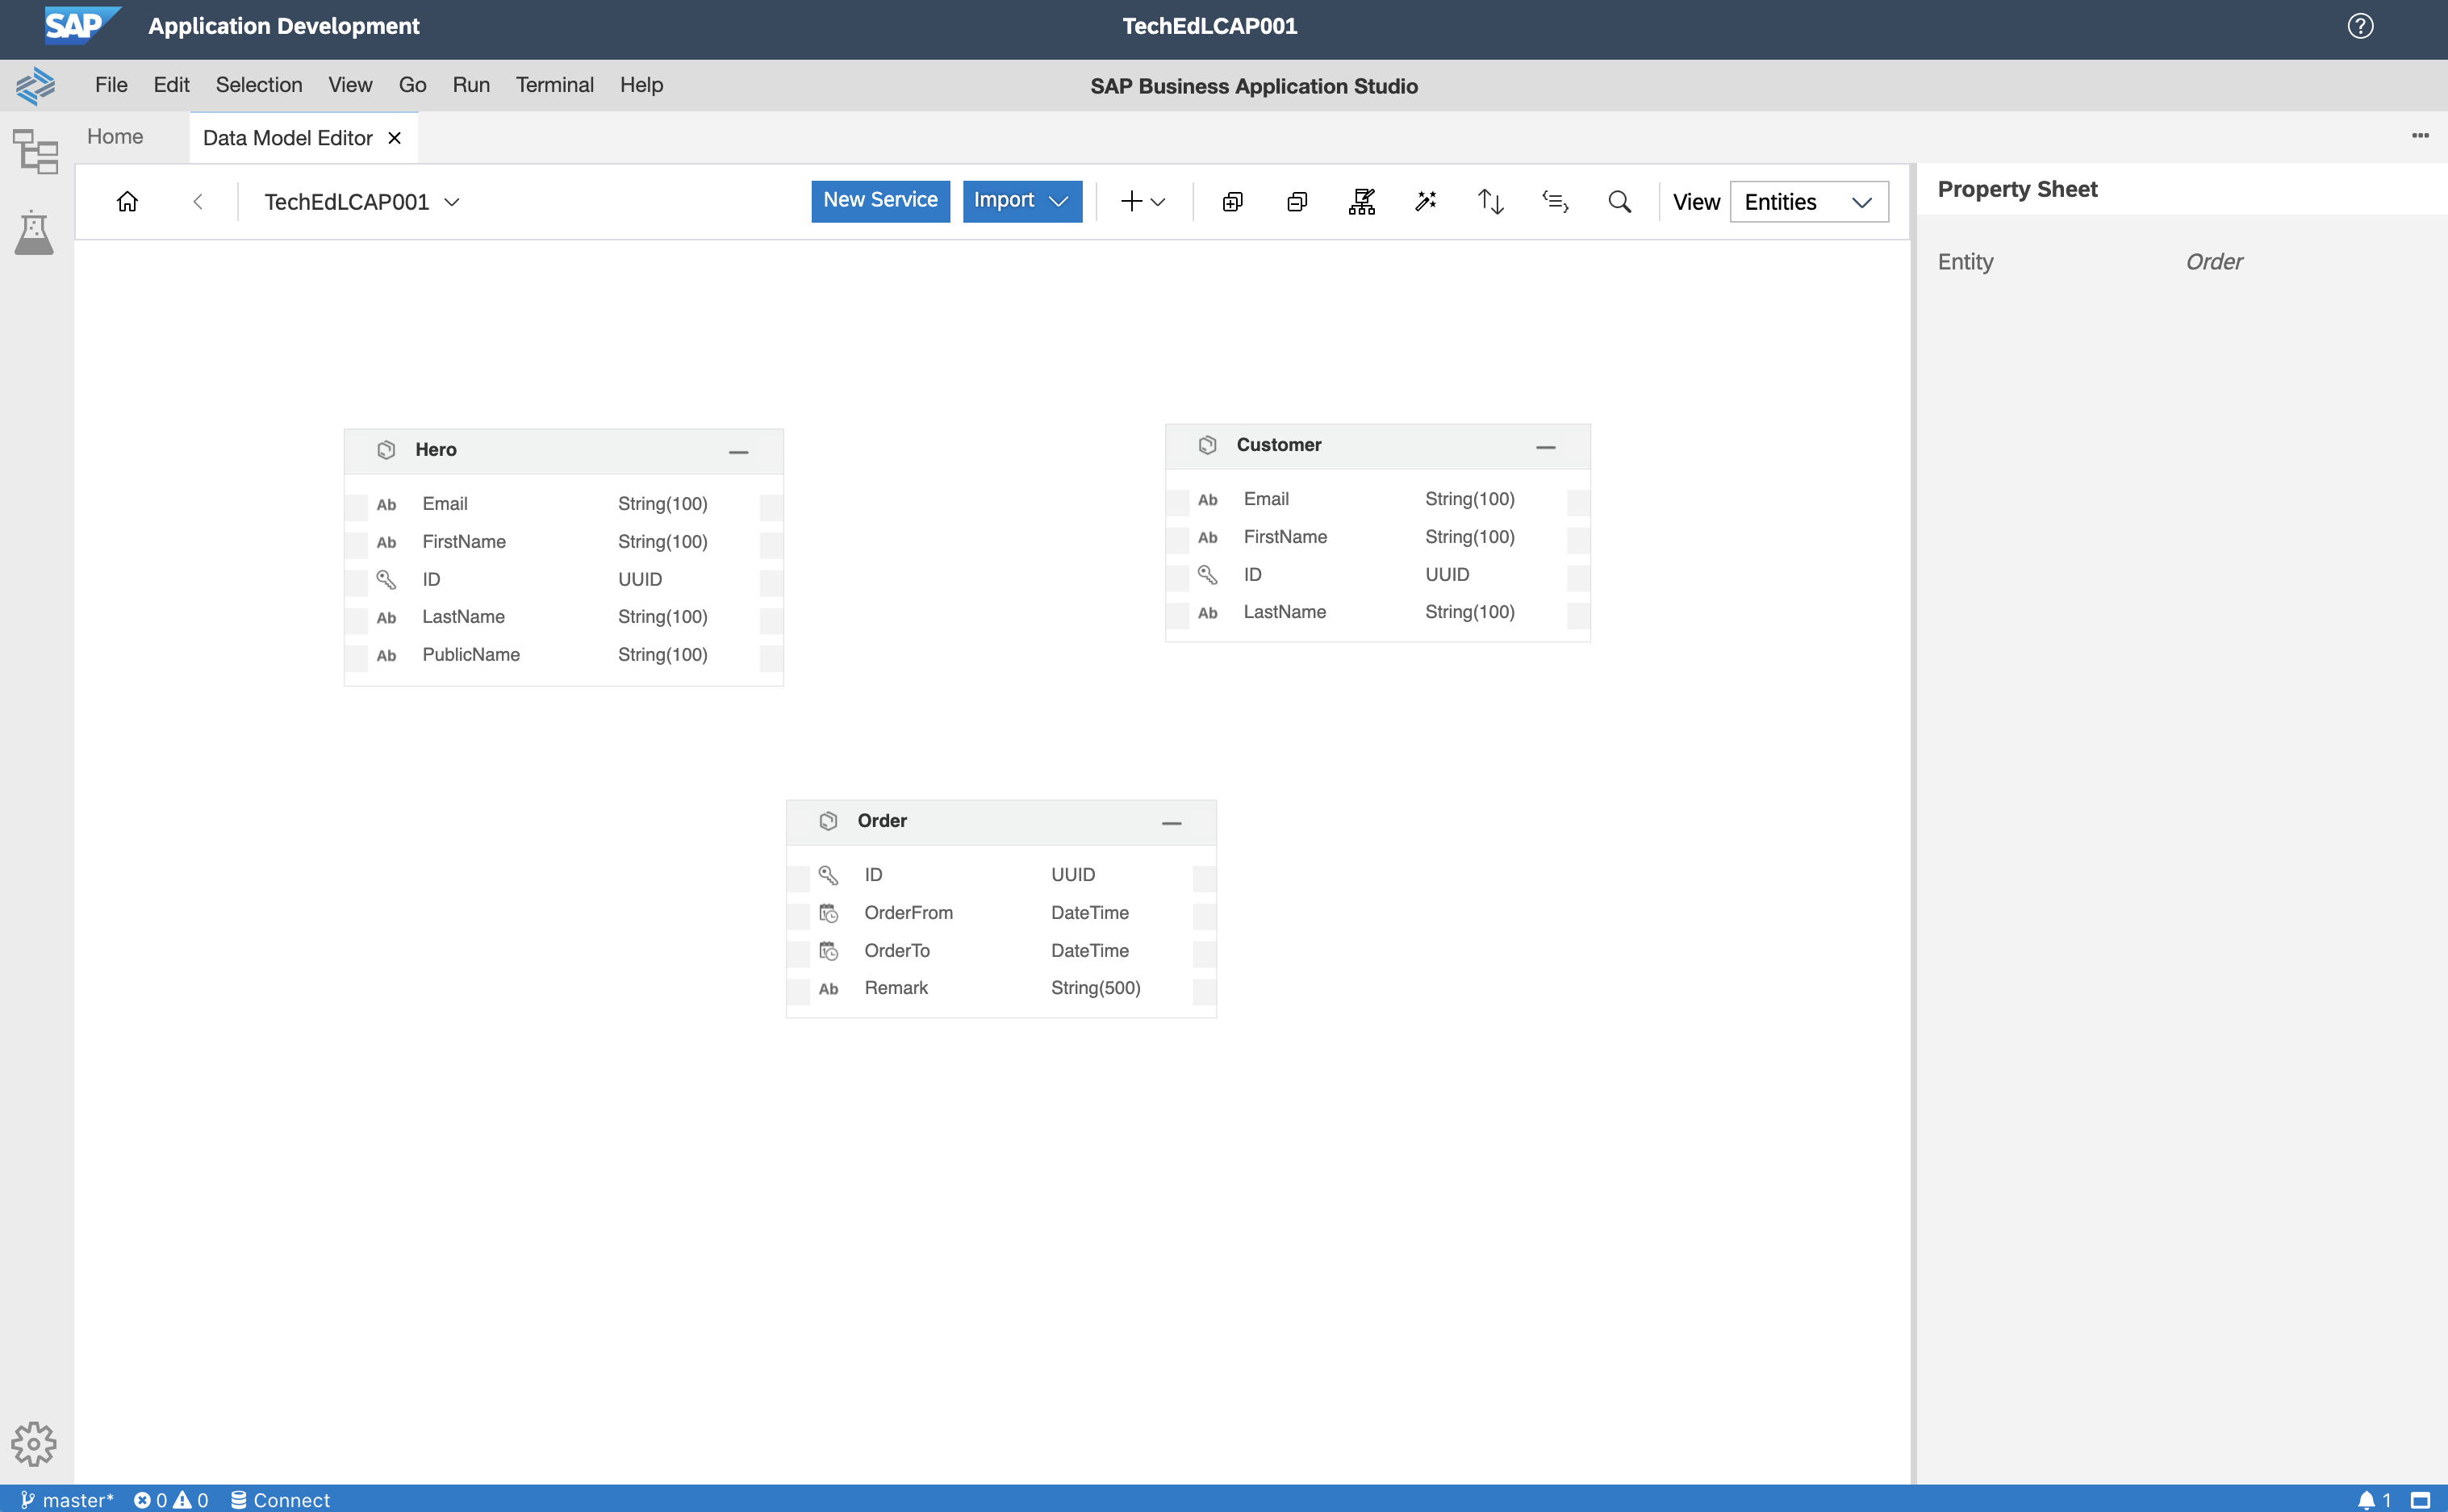 SAP Application Development TechEdLCAP001
File Edit Selection View Go Run Terminal Help SAP Business Application Studio
Home Data Model Editor
TechEdLCAP001 New Service Import View Entities
Property Sheet
Entity Order
Hero
Ab Email String(100)
Ab FirstName String(100)
ID UUID
Ab LastName String(100)
Ab PublicName String(100)
Customer
Ab Email String(100)
Ab FirstName String(100)
ID UUID
Ab LastName String(100)
Order
ID UUID
OrderFrom DateTime
OrderTo DateTime
Ab Remark String(500)
master* 0 0 Connect 1